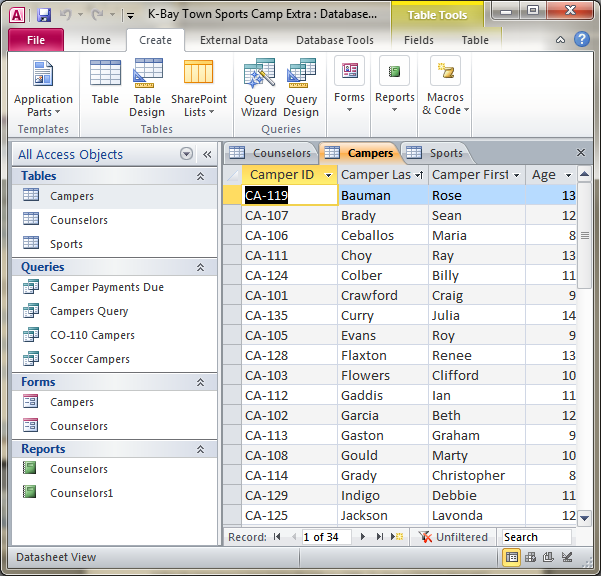 K-Bay Town Sports Camp Extra : Database...
Table Tools
File Home Create External Data Database Tools Fields Table
Application Parts Table Table Design SharePoint Lists Query Wizard Query Design Forms Reports Macros & Code
Templates Tables Queries
All Access Objects
Tables
Campers
Counselors
Sports
Queries
Camper Payments Due
Campers Query
CO-110 Campers
Soccer Campers
Forms
Campers
Counselors
Reports
Counselors
Counselors1
Counselors Campers Sports
Camper ID Camper Las Camper First Age
CA-119 Bauman Rose 13
CA-107 Brady Sean 12
CA-106 Ceballos Maria 8
CA-111 Choy Ray 13
CA-124 Colber Billy 11
CA-101 Crawford Craig 9
CA-135 Curry Julia 14
CA-105 Evans Roy 9
CA-128 Flaxton Renee 13
CA-103 Flowers Clifford 10
CA-112 Gaddis Ian 11
CA-102 Garcia Beth 12
CA-113 Gaston Graham 9
CA-108 Gould Marty 10
CA-114 Grady Christopher 8
CA-129 Indigo Debbie 11
CA-125 Jackson Lavonda 12
Record: 1 of 34 Unfiltered Search
Datasheet View